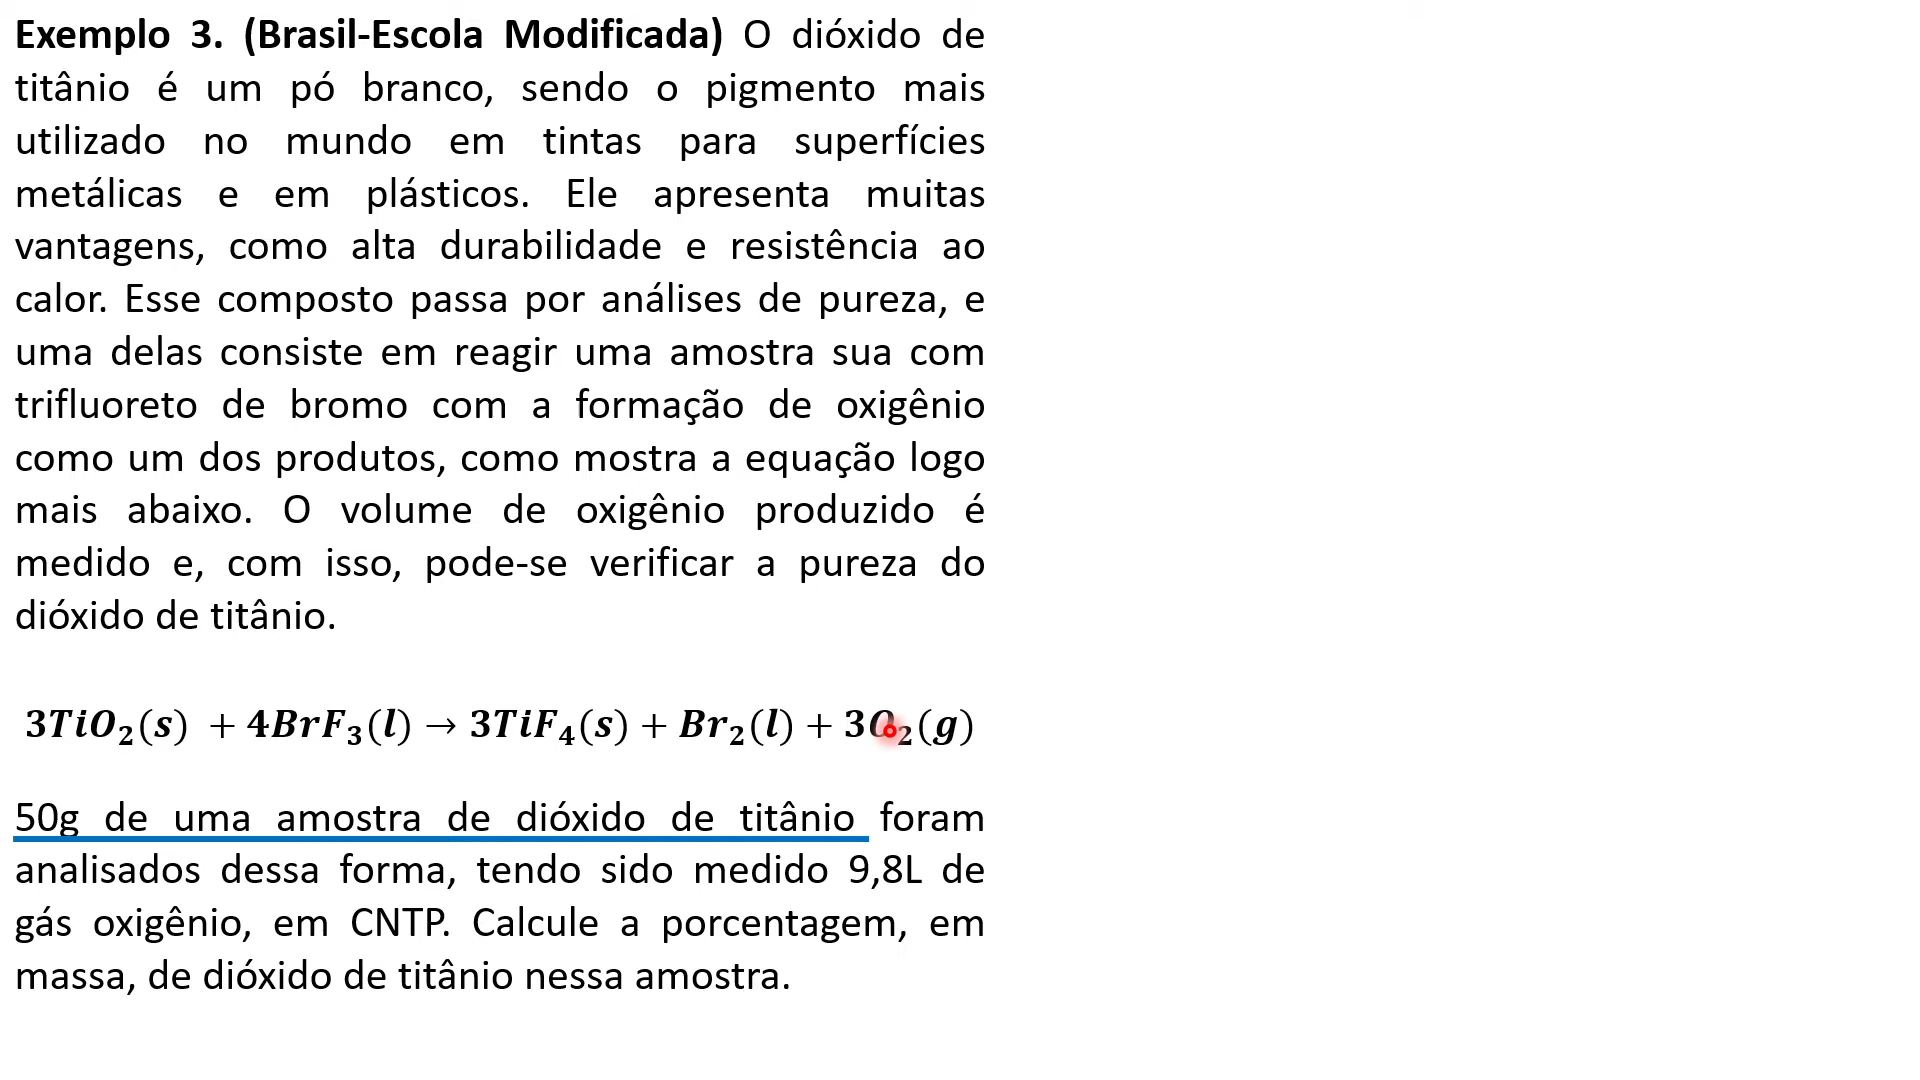 Exemplo 3. (Brasil-Escola Modificada) O dióxido de
titânio é um pó branco, sendo o pigmento mais
utilizado no mundo em tintas para superfícies
metálicas e em plásticos. Ele apresenta muitas
vantagens, como alta durabilidade e resistência ao
calor. Esse composto passa por análises de pureza, e
uma delas consiste em reagir uma amostra sua com
trifluoreto de bromo com a formação de oxigênio
como um dos produtos, como mostra a equação logo
mais abaixo. O volume de oxigênio produzido é
medido e, com isso, pode-se verificar a pureza do
dióxido de titânio.
3TiO₂(s) + 4BrF₃(l) → 3TiF₄(s) + Br₂(l) + 3O₂(g)
50g de uma amostra de dióxido de titânio foram
analisados dessa forma, tendo sido medido 9,8L de
gás oxigênio, em CNTP. Calcule a porcentagem, em
massa, de dióxido de titânio nessa amostra.